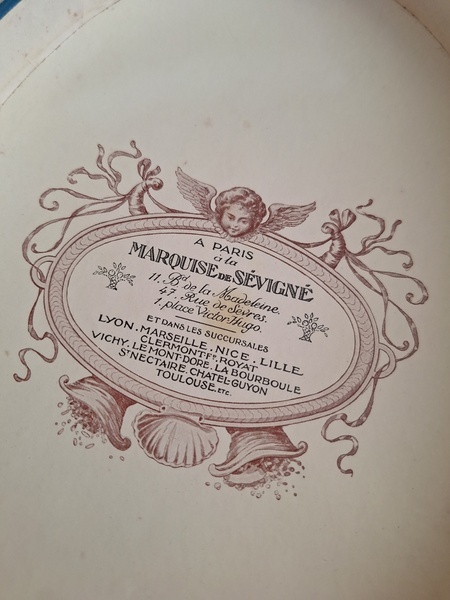 A PARIS
à la
MARQUISE DE SÉVIGNÉ
11. Bd de la Madeleine.
47. Rue de Sèvres.
1. place Victor-Hugo.
ET DANS LES SUCCURSALES
LYON. MARSEILLE. NICE. LILLE.
CLERMONT-Fd. ROYAT
VICHY. LE MONT-DORE. LA BOURBOULE
St NECTAIRE. CHATEL-GUYON
TOULOUSE. ETC.